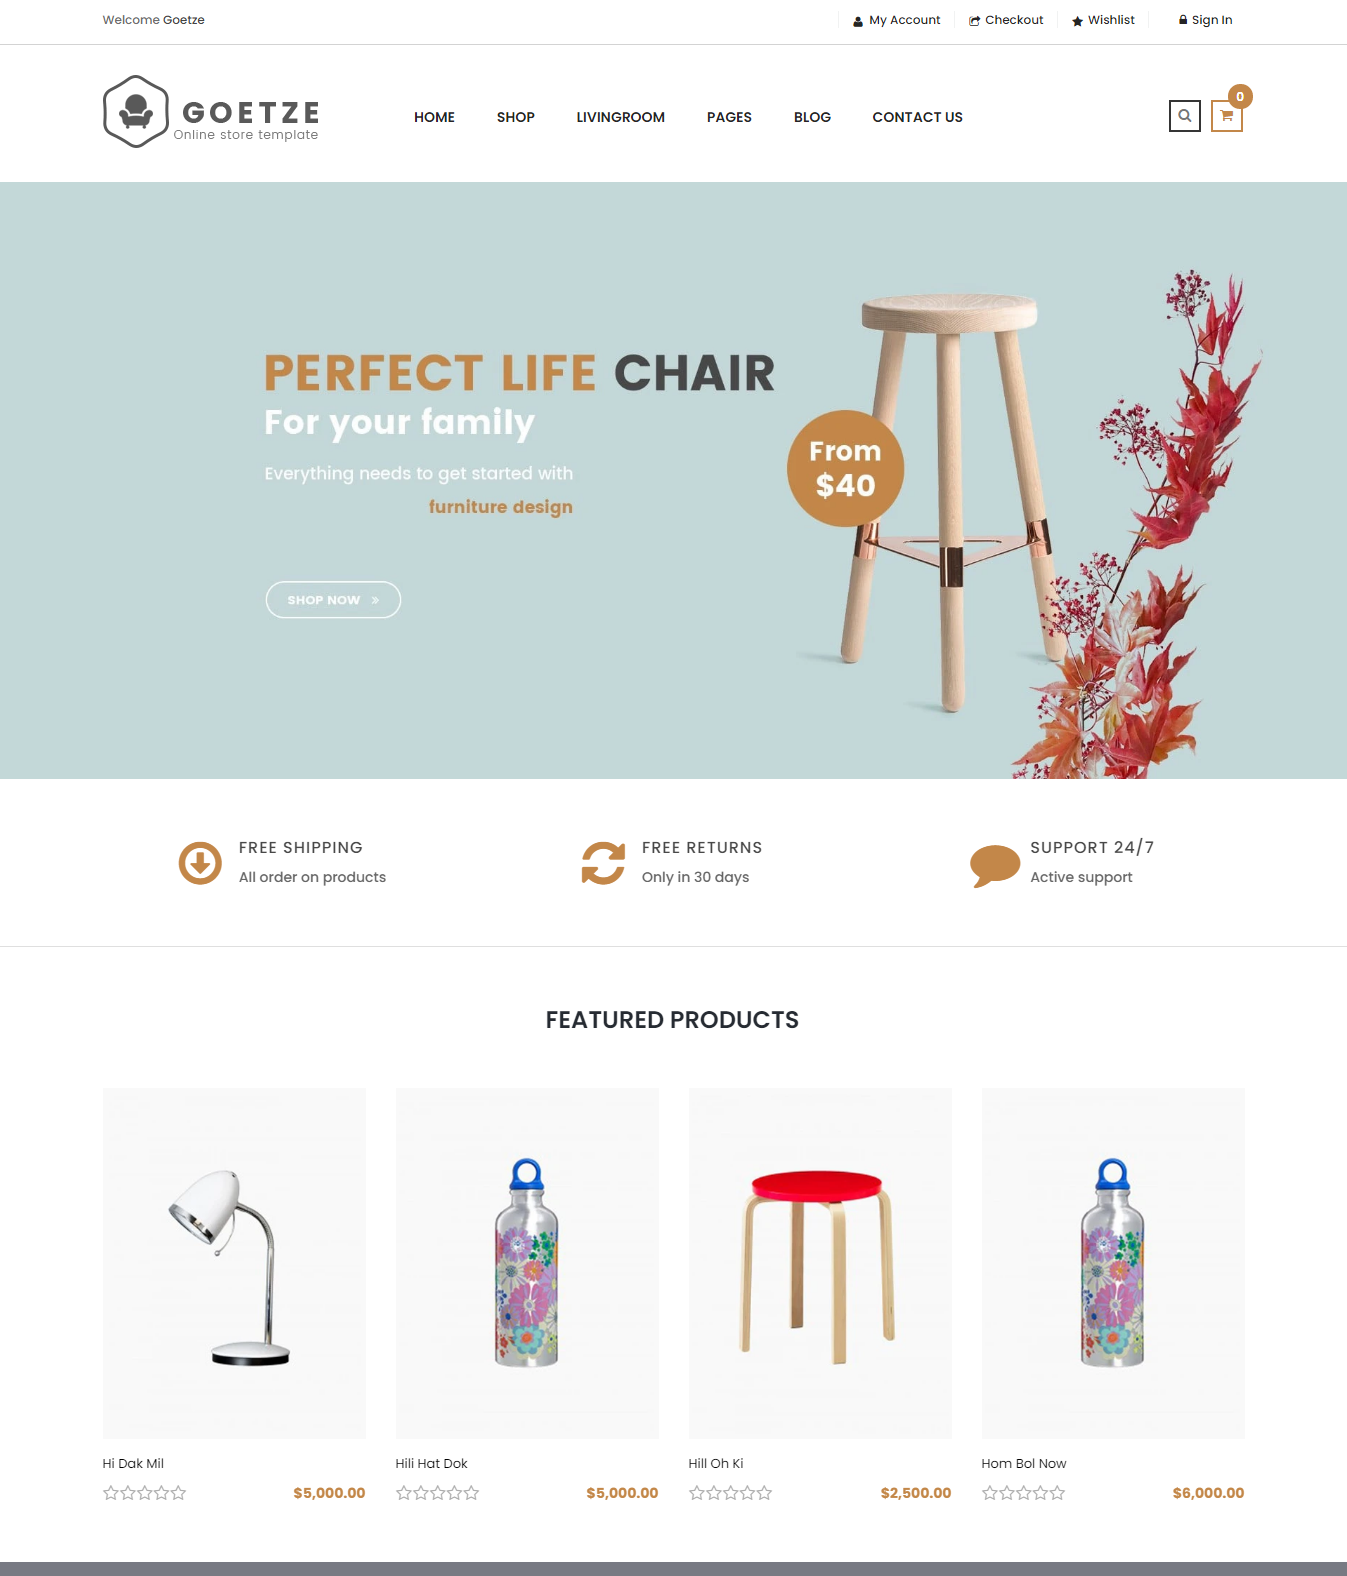 Welcome Goetze
My Account
Checkout
Wishlist
Sign In
GOETZE
Online store template
HOME
SHOP
LIVINGROOM
PAGES
BLOG
CONTACT US
0
PERFECT LIFE CHAIR
For your family
Everything needs to get started with
furniture design
From
$40
SHOP NOW »
FREE SHIPPING
All order on products
FREE RETURNS
Only in 30 days
SUPPORT 24/7
Active support
FEATURED PRODUCTS
Hi Dak Mil
$5,000.00
Hili Hat Dok
$5,000.00
Hill Oh Ki
$2,500.00
Hom Bol Now
$6,000.00